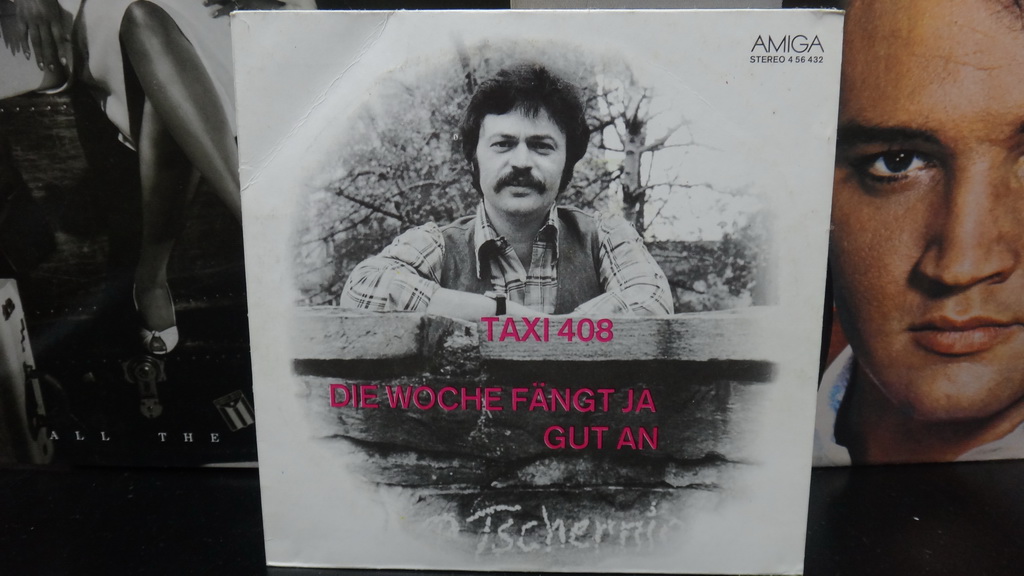 AMIGA
STEREO 4 56 432
TAXI 408
DIE WOCHE FÄNGT JA
GUT AN
ALL THE